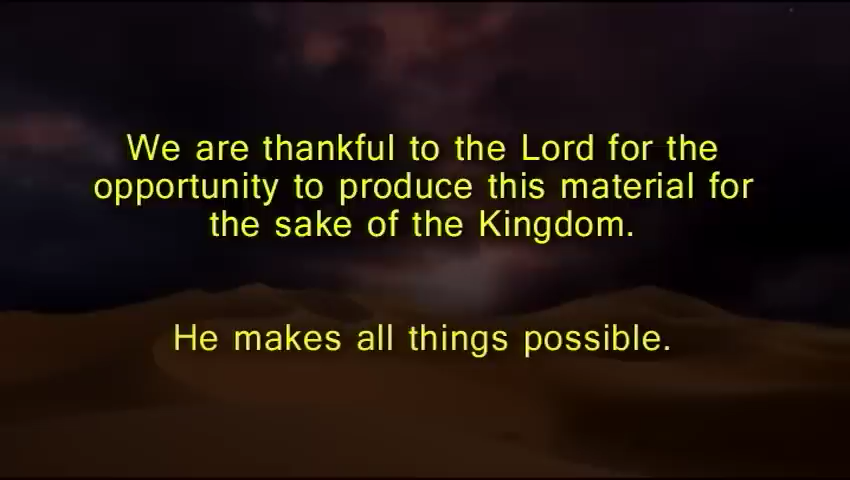 We are thankful to the Lord for the
opportunity to produce this material for
the sake of the Kingdom.
He makes all things possible.